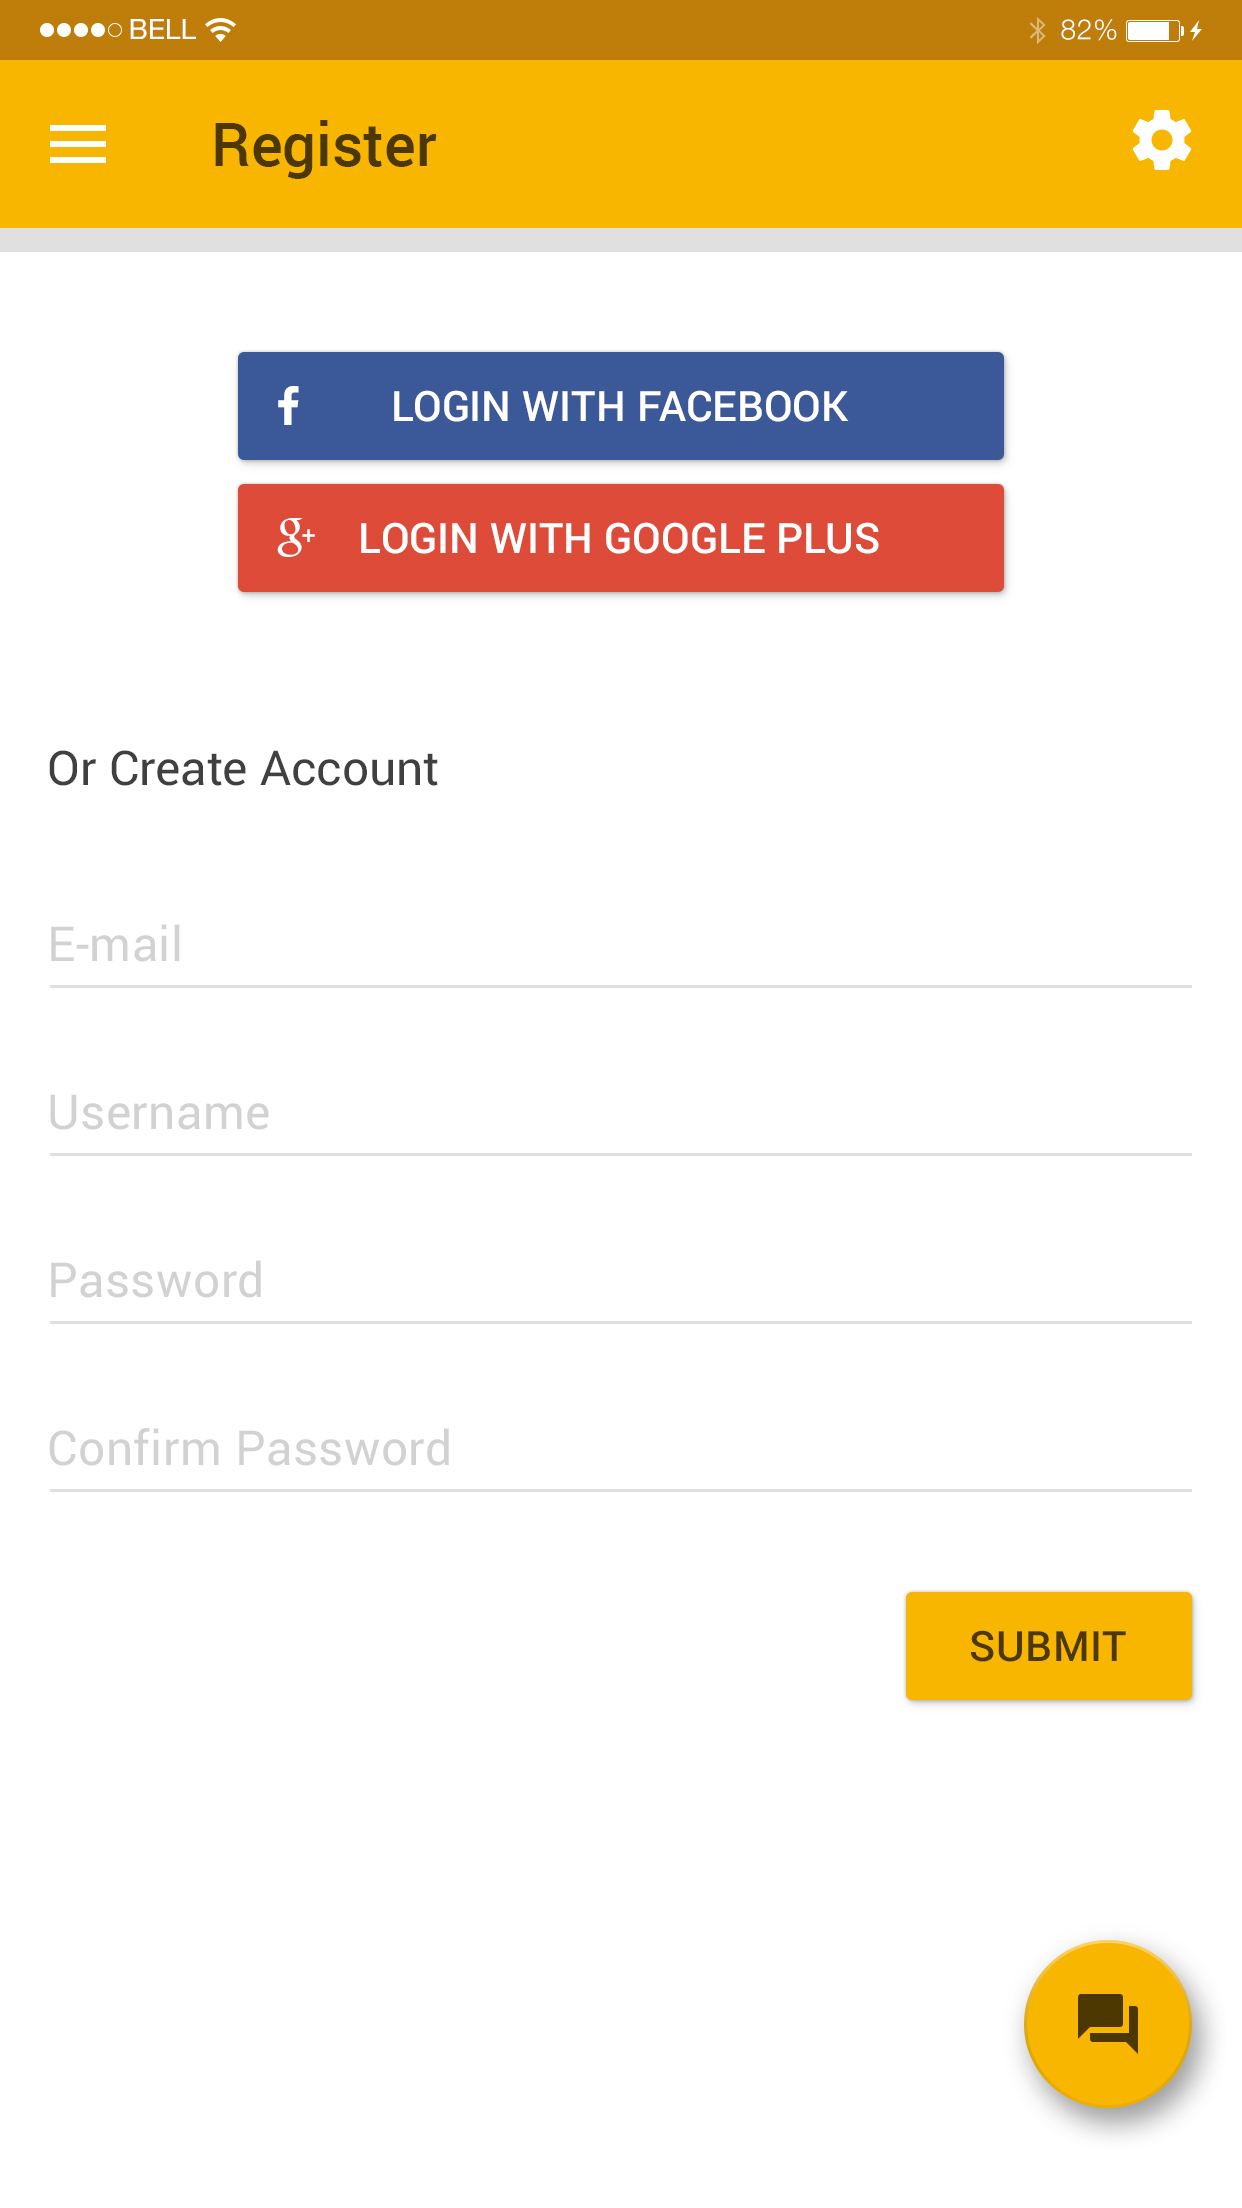 BELL 82%
Register
f LOGIN WITH FACEBOOK
g+ LOGIN WITH GOOGLE PLUS
Or Create Account
E-mail
Username
Password
Confirm Password
SUBMIT